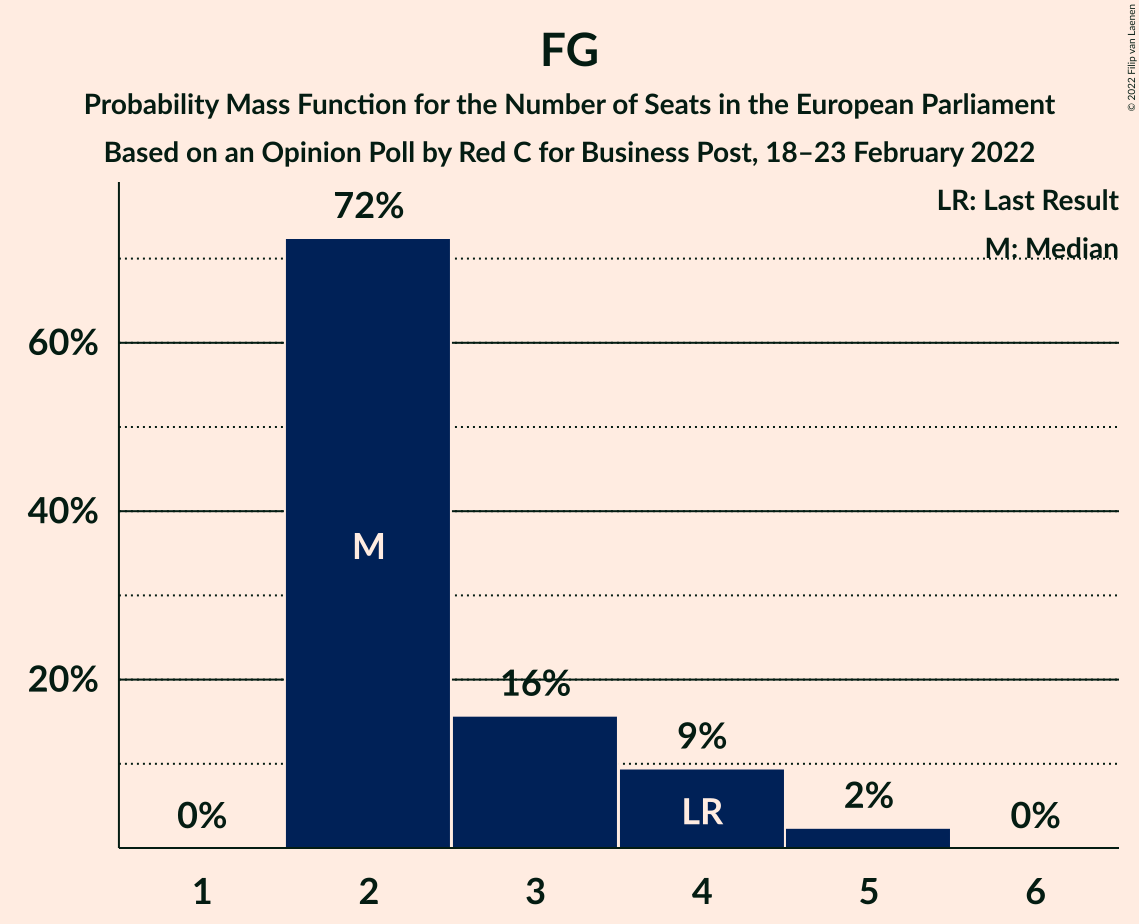 FG
Probability Mass Function for the Number of Seats in the European Parliament
Based on an Opinion Poll by Red C for Business Post, 18–23 February 2022
© 2022 Filip van Laenen
LR: Last Result
M: Median
72%
60%
40%
20%
M
16%
9%
LR
2%
0%
0%
1 2 3 4 5 6